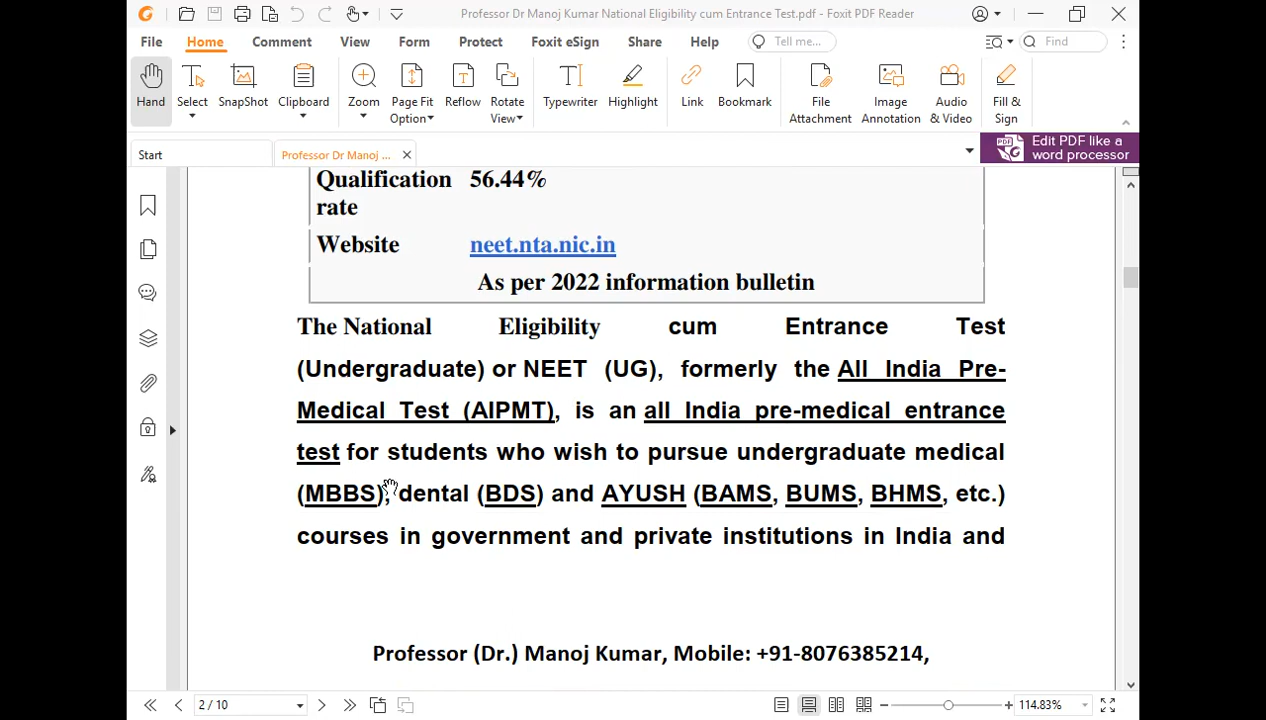 Professor Dr Manoj Kumar National Eligibility cum Entrance Test.pdf - Foxit PDF Reader
File Home Comment View Form Protect Foxit eSign Share Help Tell me... Find
Hand Select SnapShot Clipboard Zoom Page Fit Option Reflow Rotate View Typewriter Highlight Link Bookmark File Attachment Image Annotation Audio & Video Fill & Sign
Start Professor Dr Manoj ... Edit PDF like a
word processor
Qualification 56.44%
rate
Website neet.nta.nic.in
As per 2022 information bulletin
The National Eligibility cum Entrance Test
(Undergraduate) or NEET (UG), formerly the All India Pre-
Medical Test (AIPMT), is an all India pre-medical entrance
test for students who wish to pursue undergraduate medical
(MBBS), dental (BDS) and AYUSH (BAMS, BUMS, BHMS, etc.)
courses in government and private institutions in India and
Professor (Dr.) Manoj Kumar, Mobile: +91-8076385214,
2 / 10 114.83%